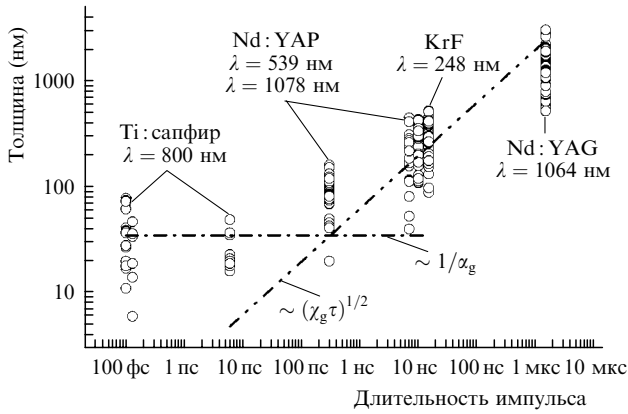 Толщина (нм)
1000
100
10
Ti : сапфир
λ = 800 нм
Nd : YAP
λ = 539 нм
λ = 1078 нм
KrF
λ = 248 нм
Nd : YAG
λ = 1064 нм
~ 1/α_g
~ (χ_g τ)^{1/2}
100 фс 1 пс 10 пс 100 пс 1 нс 10 нс 100 нс 1 мкс 10 мкс
Длительность импульса